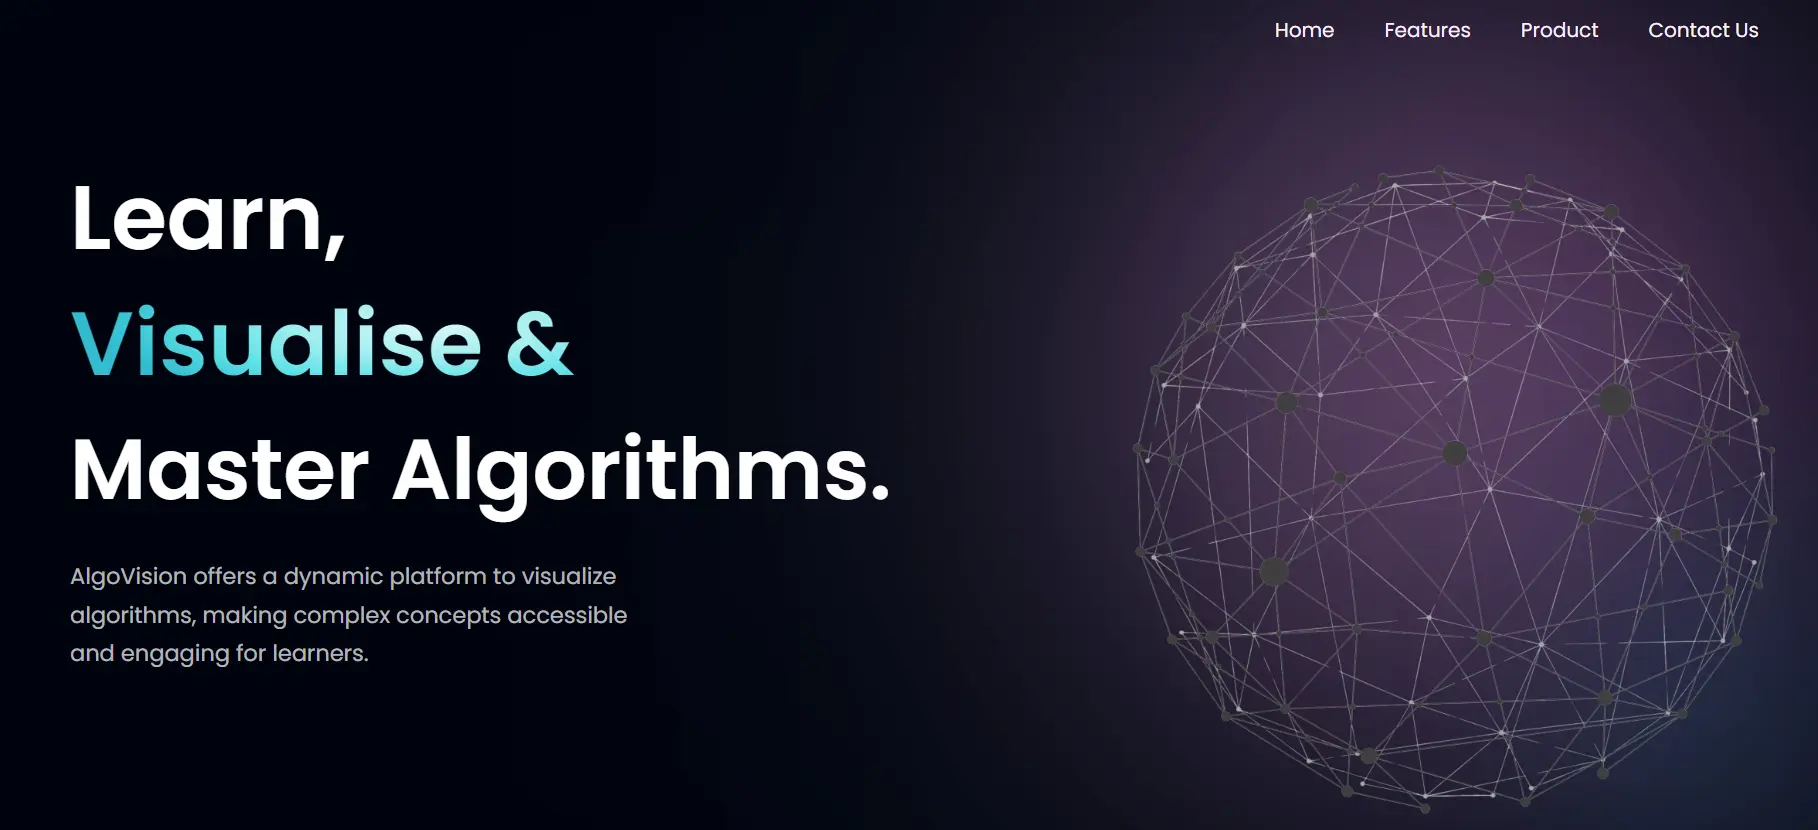 Home Features Product Contact Us
Learn,
Visualise &
Master Algorithms.
AlgoVision offers a dynamic platform to visualize
algorithms, making complex concepts accessible
and engaging for learners.